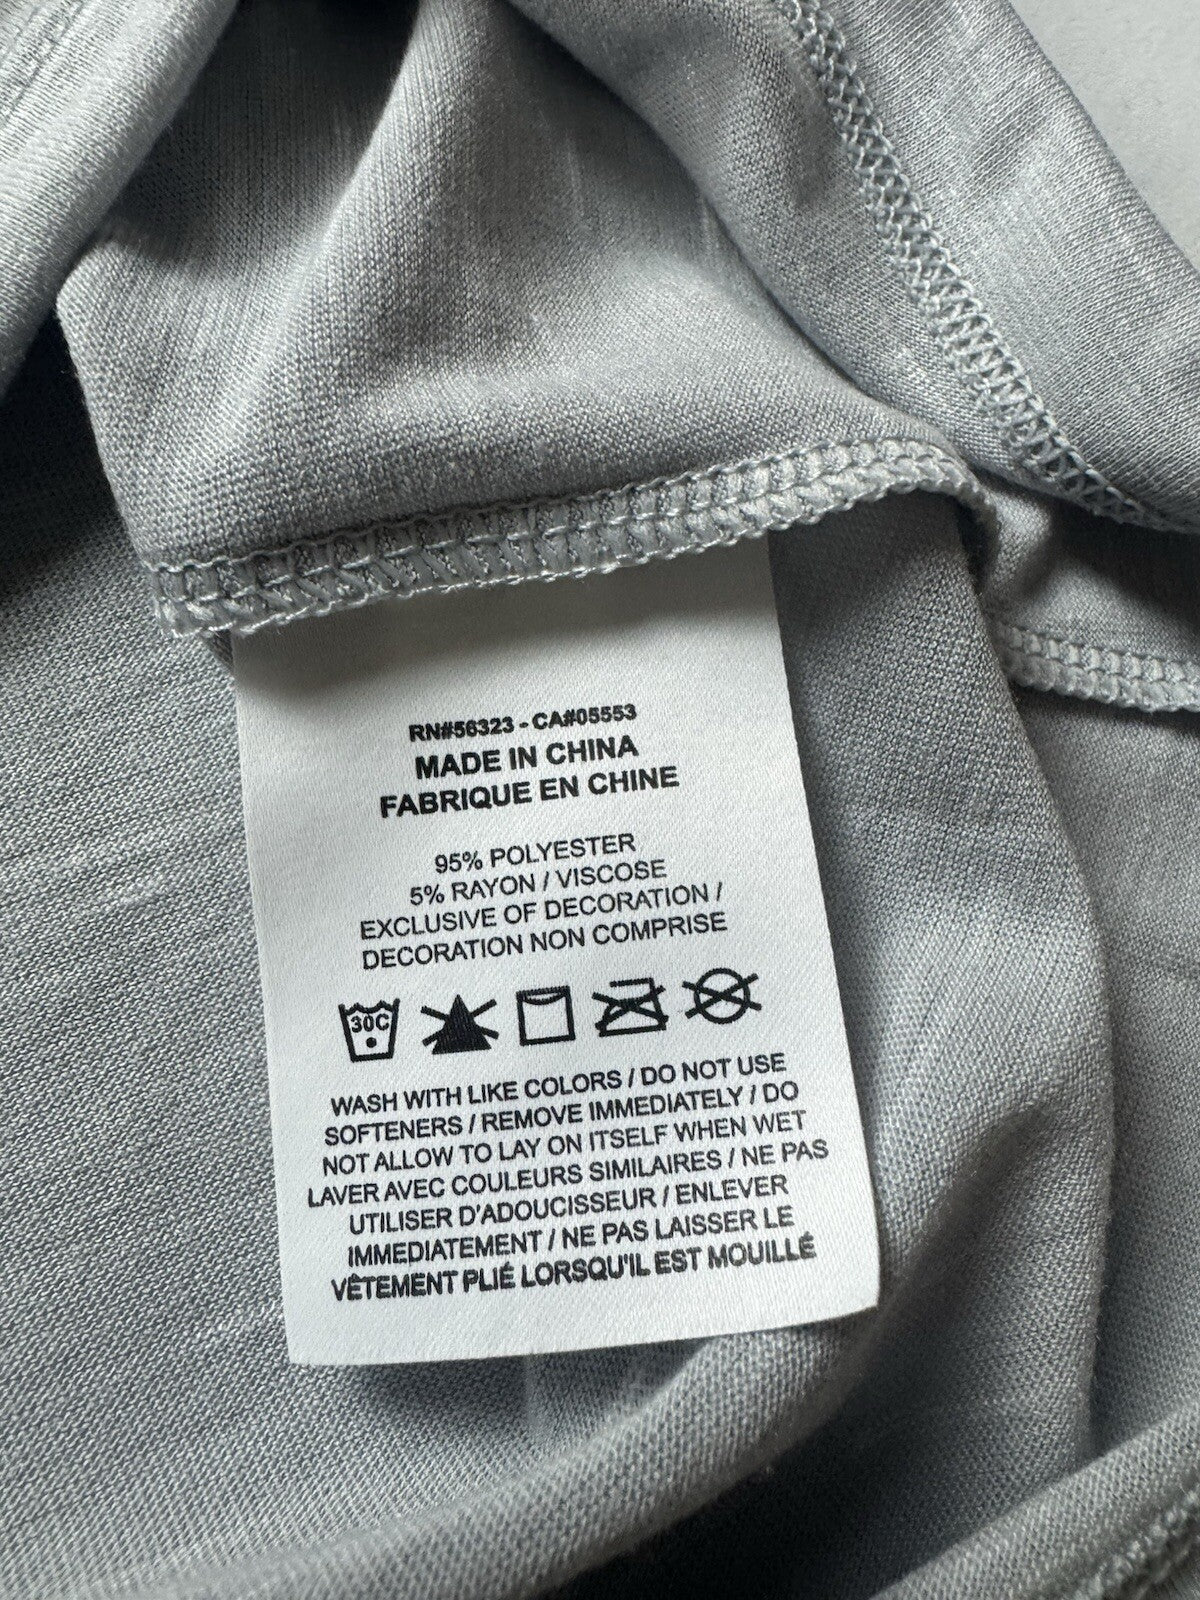 RN#56323 - CA#05553
MADE IN CHINA
FABRIQUE EN CHINE
95% POLYESTER
5% RAYON / VISCOSE
EXCLUSIVE OF DECORATION /
DECORATION NON COMPRISE
30C
WASH WITH LIKE COLORS / DO NOT USE
SOFTENERS / REMOVE IMMEDIATELY / DO
NOT ALLOW TO LAY ON ITSELF WHEN WET
LAVER AVEC COULEURS SIMILAIRES / NE PAS
UTILISER D'ADOUCISSEUR / ENLEVER
IMMEDIATEMENT / NE PAS LAISSER LE
VÊTEMENT PLIÉ LORSQU'IL EST MOUILLÉ